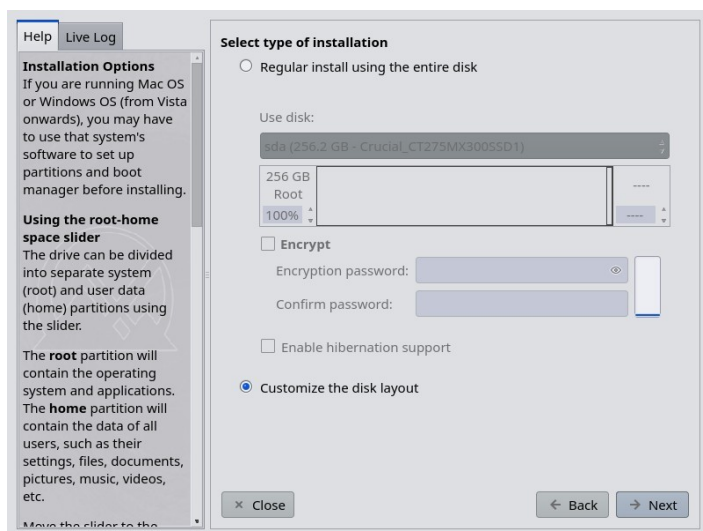 Help
Live Log
Installation Options
If you are running Mac OS
or Windows OS (from Vista
onwards), you may have
to use that system's
software to set up
partitions and boot
manager before installing.
Using the root-home
space slider
The drive can be divided
into separate system
(root) and user data
(home) partitions using
the slider.
The root partition will
contain the operating
system and applications.
The home partition will
contain the data of all
users, such as their
settings, files, documents,
pictures, music, videos,
etc.
Move the slider to the
Select type of installation
Regular install using the entire disk
Use disk:
sda (256.2 GB - Crucial_CT275MX300SSD1)
256 GB
Root
100%
----
----
Encrypt
Encryption password:
Confirm password:
Enable hibernation support
Customize the disk layout
Close
Back
Next